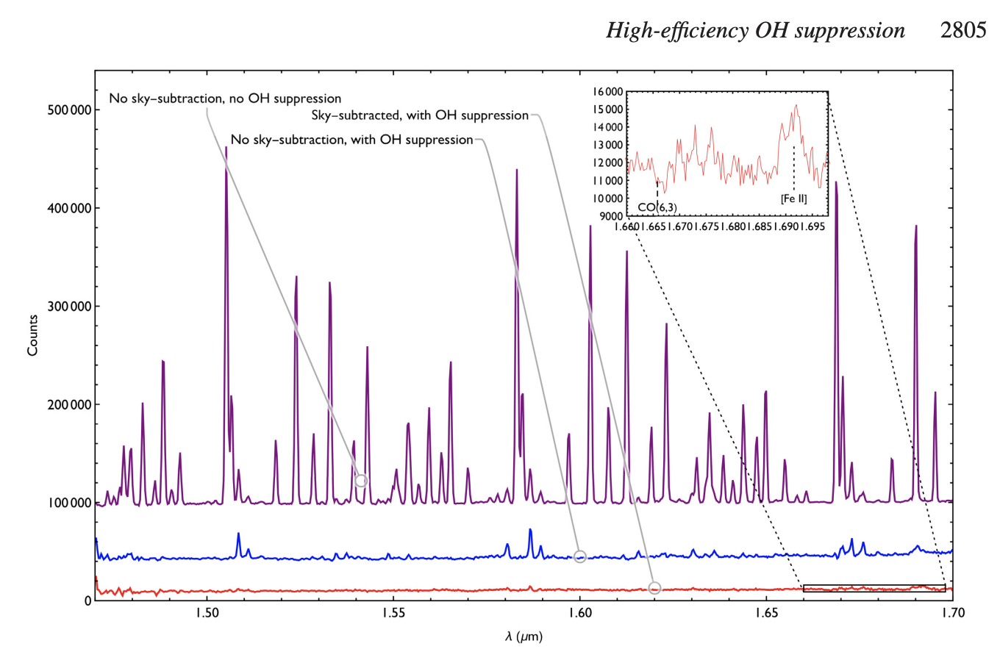 High-efficiency OH suppression 2805
No sky–subtraction, no OH suppression
Sky–subtracted, with OH suppression
No sky–subtraction, with OH suppression
500 000
400 000
300 000
200 000
100 000
0
Counts
1.50 1.55 1.60 1.65 1.70
λ (μm)
16 000
15 000
14 000
13 000
12 000
11 000
10 000
9000
CO(6,3)
[Fe II]
1.660 1.665 1.670 1.675 1.680 1.685 1.690 1.695